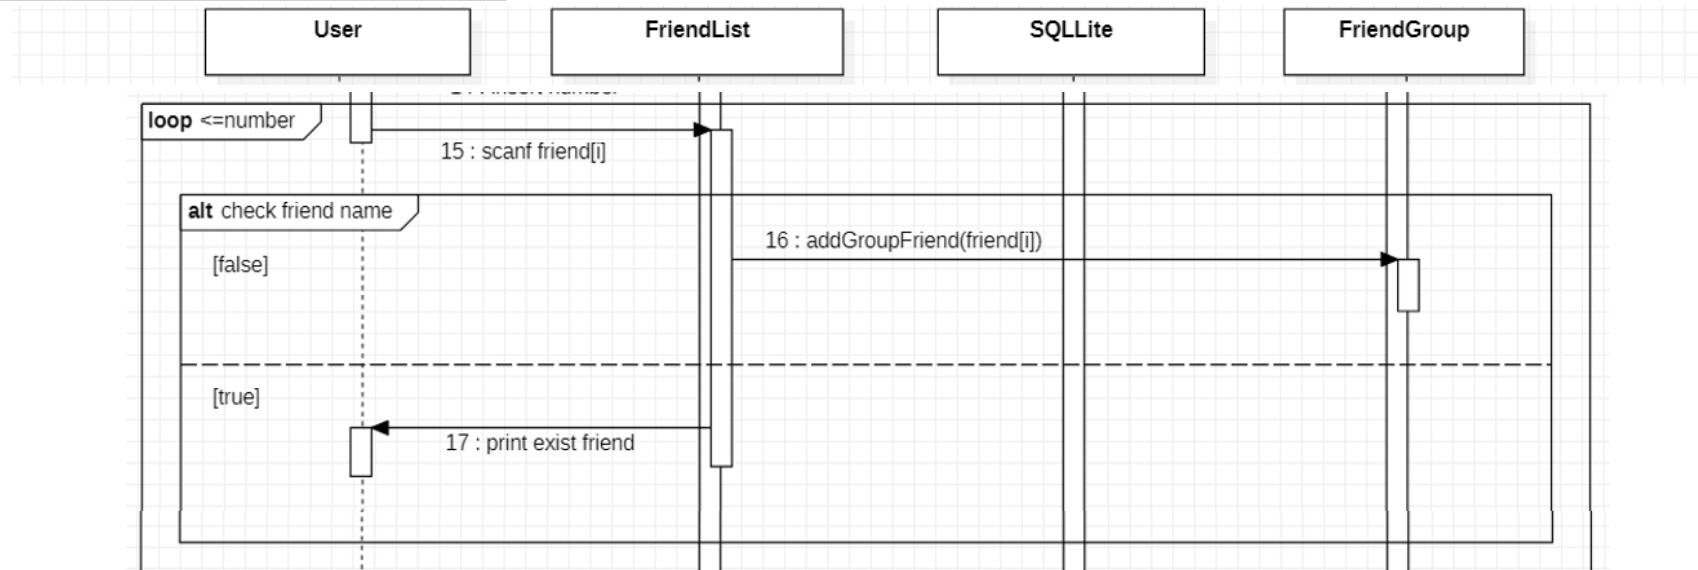 User
FriendList
SQLLite
FriendGroup
loop <=number
15 : scanf friend[i]
alt check friend name
16 : addGroupFriend(friend[i])
[false]
[true]
17 : print exist friend